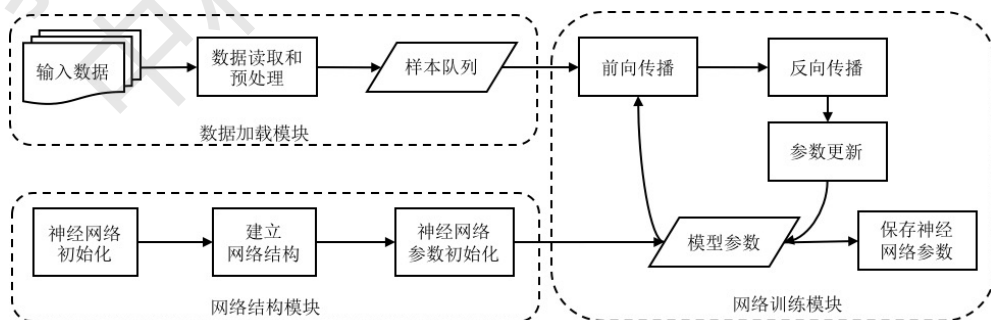 输入数据
数据读取和
预处理
样本队列
数据加载模块
前向传播
反向传播
参数更新
模型参数
保存神经
网络参数
网络训练模块
神经网络
初始化
建立
网络结构
神经网络
参数初始化
网络结构模块